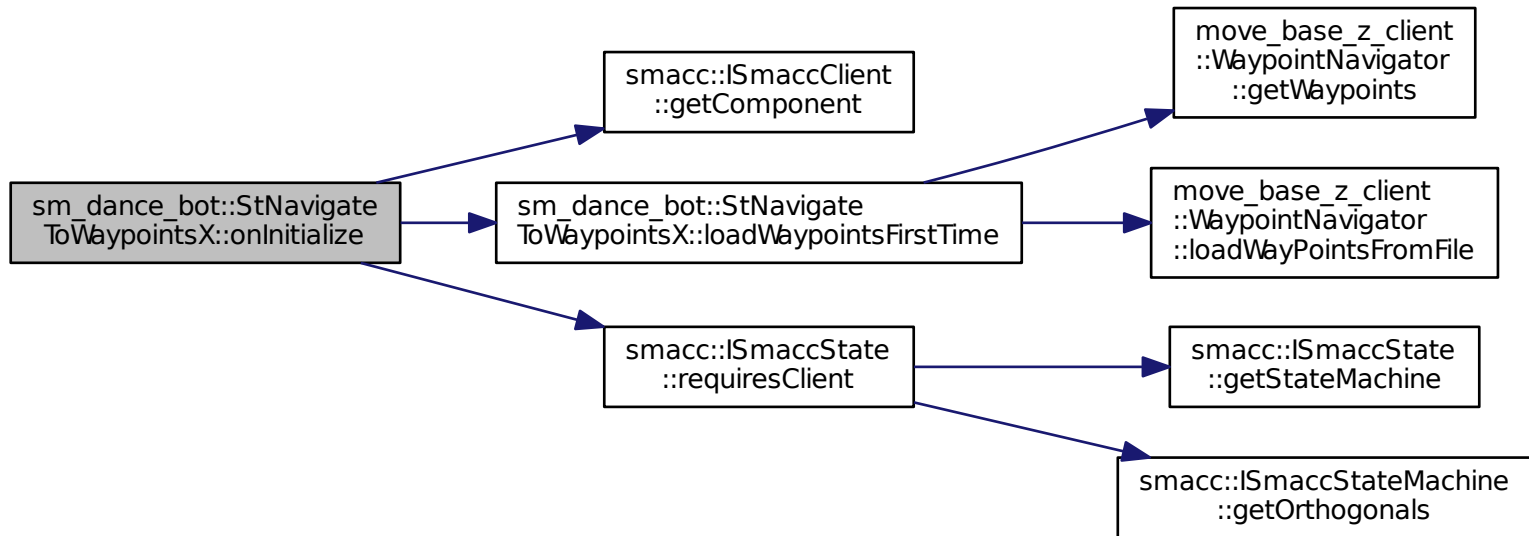 sm_dance_bot::StNavigate
ToWaypointsX::onInitialize
smacc::ISmaccClient
::getComponent
sm_dance_bot::StNavigate
ToWaypointsX::loadWaypointsFirstTime
smacc::ISmaccState
::requiresClient
move_base_z_client
::WaypointNavigator
::getWaypoints
move_base_z_client
::WaypointNavigator
::loadWayPointsFromFile
smacc::ISmaccState
::getStateMachine
smacc::ISmaccStateMachine
::getOrthogonals